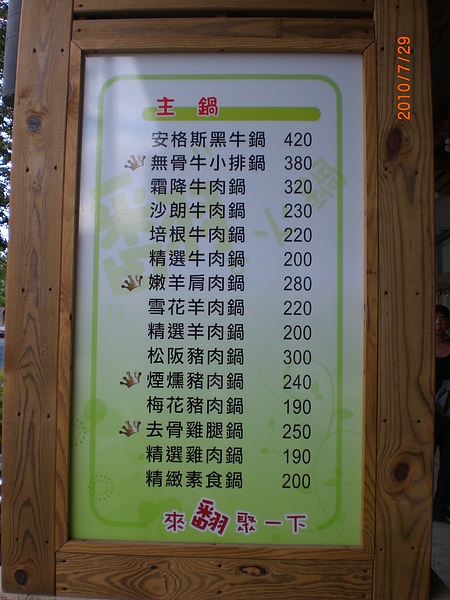 2010/7/29
主鍋
安格斯黑牛鍋 420
無骨牛小排鍋 380
霜降牛肉鍋 320
沙朗牛肉鍋 230
培根牛肉鍋 220
精選牛肉鍋 200
嫩羊肩肉鍋 280
雪花羊肉鍋 220
精選羊肉鍋 200
松阪豬肉鍋 300
煙燻豬肉鍋 240
梅花豬肉鍋 190
去骨雞腿鍋 250
精選雞肉鍋 190
精緻素食鍋 200
來翻聚一下